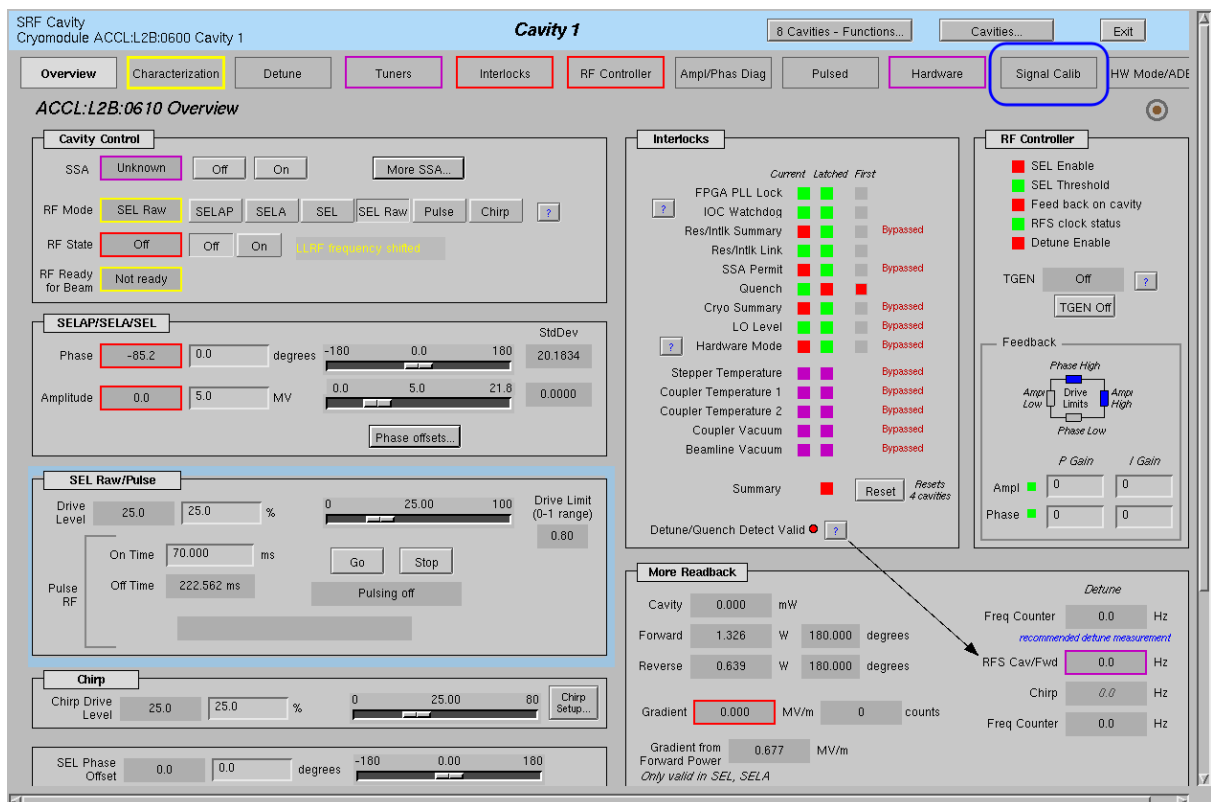 SRF Cavity
Cryomodule ACCL:L2B:0600 Cavity 1
Cavity 1
8 Cavities - Functions...
Cavities...
Exit
Overview
Characterization
Detune
Tuners
Interlocks
RF Controller
Ampl/Phas Diag
Pulsed
Hardware
Signal Calib
HW Mode/ADE
ACCL:L2B:0610 Overview
Cavity Control
SSA Unknown Off On More SSA...
RF Mode SEL Raw SELAP SELA SEL SEL Raw Pulse Chirp ?
RF State Off Off On LLRF frequency shifted
RF Ready
for Beam
Not ready
SELAP/SELA/SEL
StdDev
Phase -85.2 0.0 degrees -180 0.0 180 20.1834
Amplitude 0.0 5.0 MV 0.0 5.0 21.8 0.0000
Phase offsets...
SEL Raw/Pulse
Drive
Level
25.0 25.0 % 0 25.00 100
Drive Limit
(0-1 range)
0.80
On Time 70.000 ms Go Stop
Pulse
RF
Off Time 222.562 ms Pulsing off
Chirp
Chirp Drive
Level
25.0 25.0 % 0 25.00 80
Chirp
Setup...
SEL Phase
Offset
0.0 0.0 degrees -180 0.00 180
Interlocks
Current Latched First
FPGA PLL Lock
?
IOC Watchdog
Res/Intlk Summary Bypassed
Res/Intlk Link
SSA Permit Bypassed
Quench
Cryo Summary Bypassed
LO Level Bypassed
? Hardware Mode Bypassed
Stepper Temperature Bypassed
Coupler Temperature 1 Bypassed
Coupler Temperature 2 Bypassed
Coupler Vacuum Bypassed
Beamline Vacuum Bypassed
Summary Reset
Resets
4 cavities
Detune/Quench Detect Valid ?
RF Controller
SEL Enable
SEL Threshold
Feed back on cavity
RFS clock status
Detune Enable
TGEN Off ?
TGEN Off
Feedback
Phase High
Ampl
Low
Drive
Limits
Ampl
High
Phase Low
P Gain I Gain
Ampl 0 0
Phase 0 0
More Readback
Cavity 0.000 mW
Forward 1.326 W 180.000 degrees
Reverse 0.639 W 180.000 degrees
Gradient 0.000 MV/m 0 counts
Gradient from
Forward Power
0.677 MV/m
Only valid in SEL, SELA
Detune
Freq Counter 0.0 Hz
recommended detune measurement
RFS Cav/Fwd 0.0 Hz
Chirp 0.0 Hz
Freq Counter 0.0 Hz